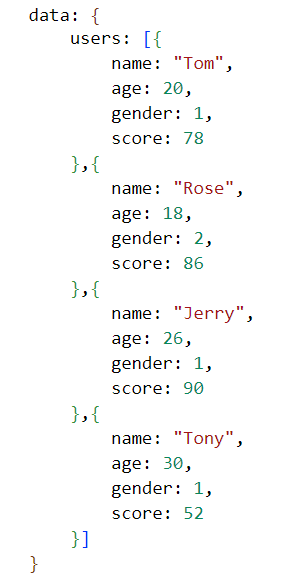 data: {
    users: [{
        name: "Tom",
        age: 20,
        gender: 1,
        score: 78
    },{
        name: "Rose",
        age: 18,
        gender: 2,
        score: 86
    },{
        name: "Jerry",
        age: 26,
        gender: 1,
        score: 90
    },{
        name: "Tony",
        age: 30,
        gender: 1,
        score: 52
    }]
}